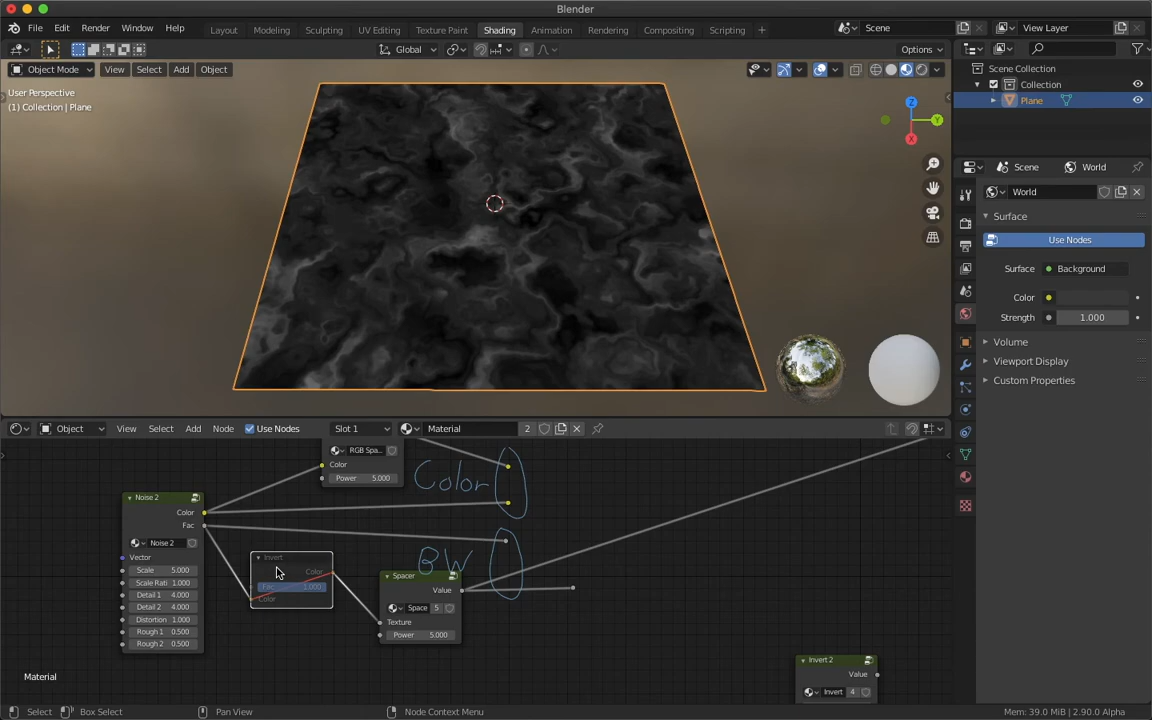 Blender
File Edit Render Window Help Layout Modeling Sculpting UV Editing Texture Paint Shading Animation Rendering Compositing Scripting + Scene View Layer
Global Options
Object Mode View Select Add Object
User Perspective
(1) Collection | Plane
Z
Y
X
Scene Collection
Collection
Plane
Scene World
World
Surface
Use Nodes
Surface Background
Color
Strength 1.000
Volume
Viewport Display
Custom Properties
Object View Select Add Node Use Nodes Slot 1 Material 2
RGB Spa...
Color
Power 5.000
Color
BW
Noise 2
Color
Fac
Noise 2
Vector
Scale 5.000
Scale Rati 1.000
Detail 1 4.000
Detail 2 4.000
Distortion 1.000
Rough 1 0.500
Rough 2 0.500
Invert
Color
Fac 1.000
Color
Spacer
Value
Space 5
Texture
Power 5.000
Invert 2
Value
Invert 4
Material
Select Box Select Pan View Node Context Menu Mem: 39.0 MiB | 2.90.0 Alpha